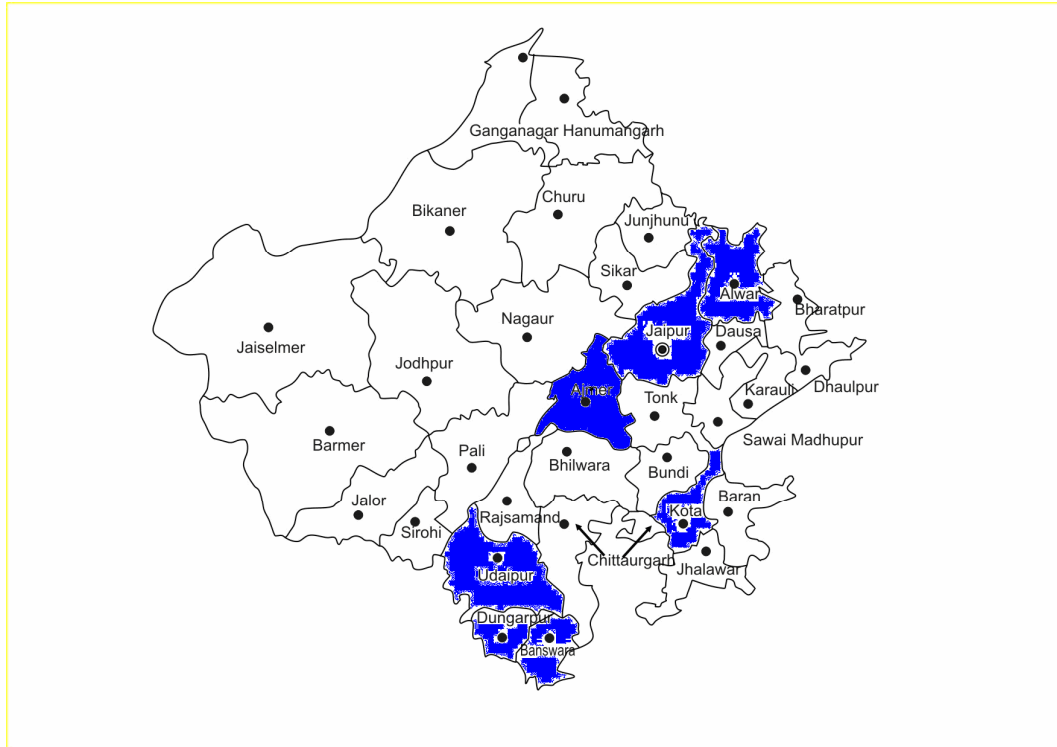 Ganganagar Hanumangarh
Churu
Bikaner
Junjhunu
Sikar
Alwar
Bharatpur
Nagaur
Jaipur
Dausa
Jaiselmer
Jodhpur
Ajmer
Tonk
Karauli
Dhaulpur
Barmer
Pali
Bhilwara
Bundi
Sawai Madhupur
Jalor
Sirohi
Rajsamand
Kota
Baran
Chittaurgarh
Jhalawar
Udaipur
Dungarpur
Banswara